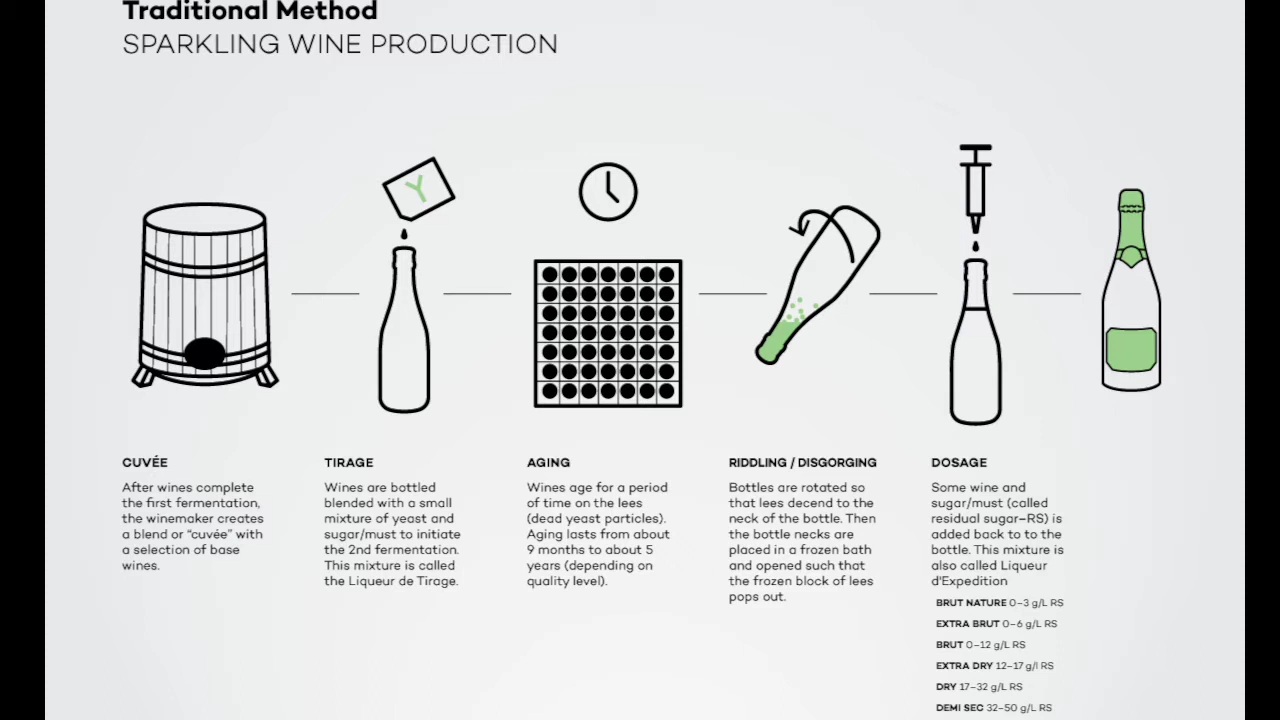 Traditional Method
SPARKLING WINE PRODUCTION
Y
CUVÉE
After wines complete
the first fermentation,
the winemaker creates
a blend or “cuvée” with
a selection of base
wines.
TIRAGE
Wines are bottled
blended with a small
mixture of yeast and
sugar/must to initiate
the 2nd fermentation.
This mixture is called
the Liqueur de Tirage.
AGING
Wines age for a period
of time on the lees
(dead yeast particles).
Aging lasts from about
9 months to about 5
years (depending on
quality level).
RIDDLING / DISGORGING
Bottles are rotated so
that lees decend to the
neck of the bottle. Then
the bottle necks are
placed in a frozen bath
and opened such that
the frozen block of lees
pops out.
DOSAGE
Some wine and
sugar/must (called
residual sugar–RS) is
added back to to the
bottle. This mixture is
also called Liqueur
d'Expedition
BRUT NATURE 0–3 g/L RS
EXTRA BRUT 0–6 g/L RS
BRUT 0–12 g/L RS
EXTRA DRY 12–17 g/l RS
DRY 17–32 g/L RS
DEMI SEC 32–50 g/L RS